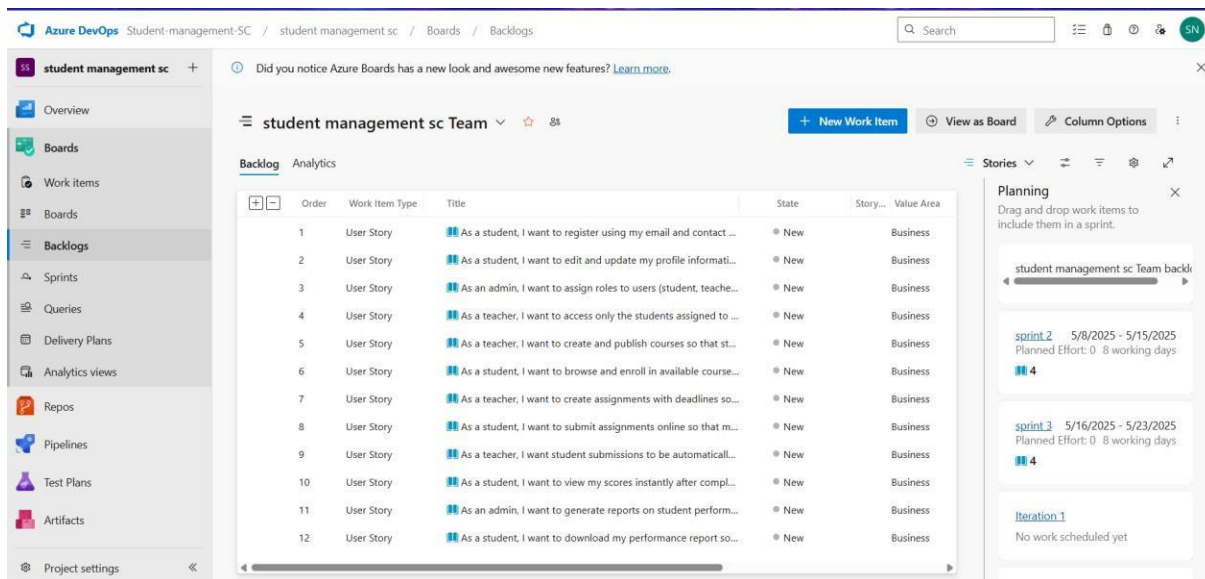 Azure DevOps Student-management-SC / student management sc / Boards / Backlogs Search SN
SS student management sc +
Did you notice Azure Boards has a new look and awesome new features? Learn more.
Overview
Boards
Work items
Boards
Backlogs
Sprints
Queries
Delivery Plans
Analytics views
Repos
Pipelines
Test Plans
Artifacts
Project settings
student management sc Team
+ New Work Item View as Board Column Options
Backlog Analytics
Stories
Order Work Item Type Title State Story... Value Area
1 User Story As a student, I want to register using my email and contact ... New Business
2 User Story As a student, I want to edit and update my profile informati... New Business
3 User Story As an admin, I want to assign roles to users (student, teache... New Business
4 User Story As a teacher, I want to access only the students assigned to ... New Business
5 User Story As a teacher, I want to create and publish courses so that st... New Business
6 User Story As a student, I want to browse and enroll in available course... New Business
7 User Story As a teacher, I want to create assignments with deadlines so... New Business
8 User Story As a student, I want to submit assignments online so that m... New Business
9 User Story As a teacher, I want student submissions to be automaticall... New Business
10 User Story As a student, I want to view my scores instantly after compl... New Business
11 User Story As an admin, I want to generate reports on student perform... New Business
12 User Story As a student, I want to download my performance report so... New Business
Planning
Drag and drop work items to
include them in a sprint.
student management sc Team backl
sprint 2 5/8/2025 - 5/15/2025
Planned Effort: 0 8 working days
4
sprint 3 5/16/2025 - 5/23/2025
Planned Effort: 0 8 working days
4
Iteration 1
No work scheduled yet